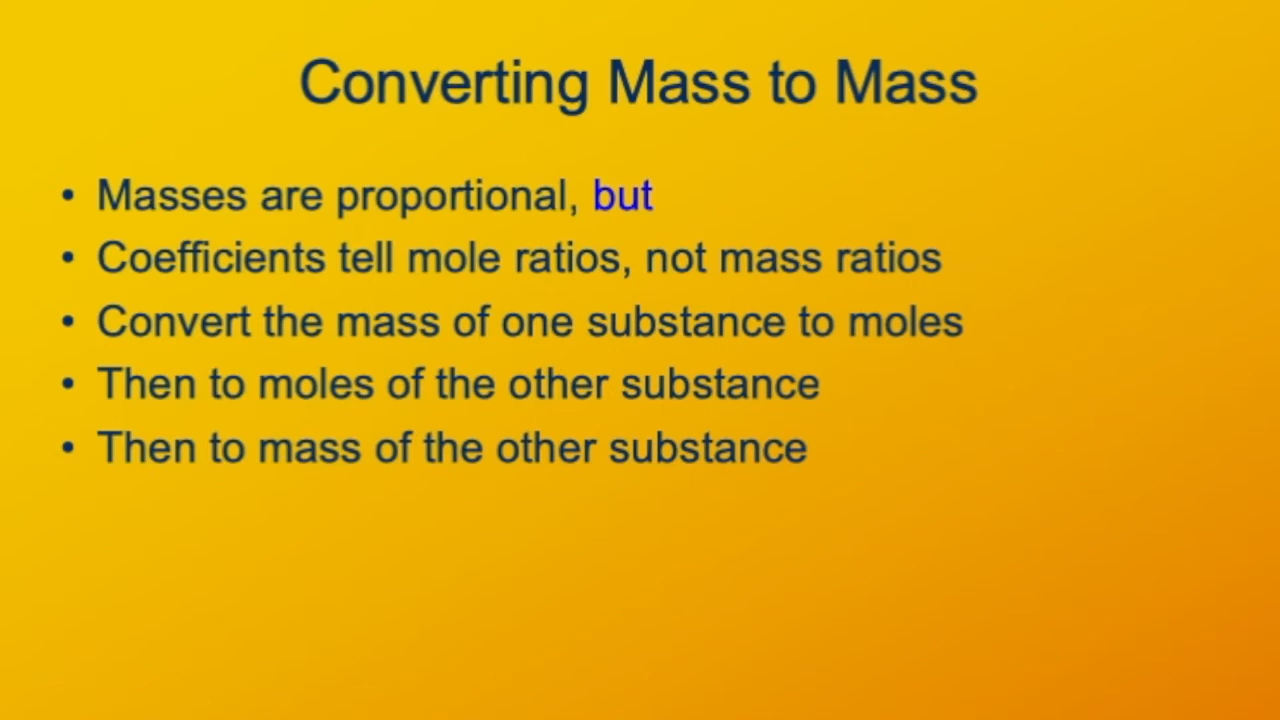 Converting Mass to Mass
• Masses are proportional, but
• Coefficients tell mole ratios, not mass ratios
• Convert the mass of one substance to moles
• Then to moles of the other substance
• Then to mass of the other substance